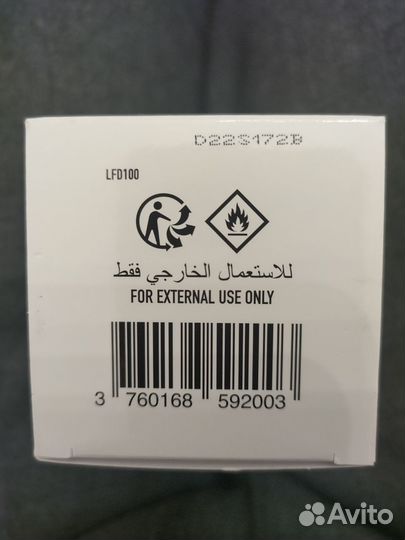 D22S172B
LFD100
للاستعمال الخارجي فقط
FOR EXTERNAL USE ONLY
3 760168 592003
Avito